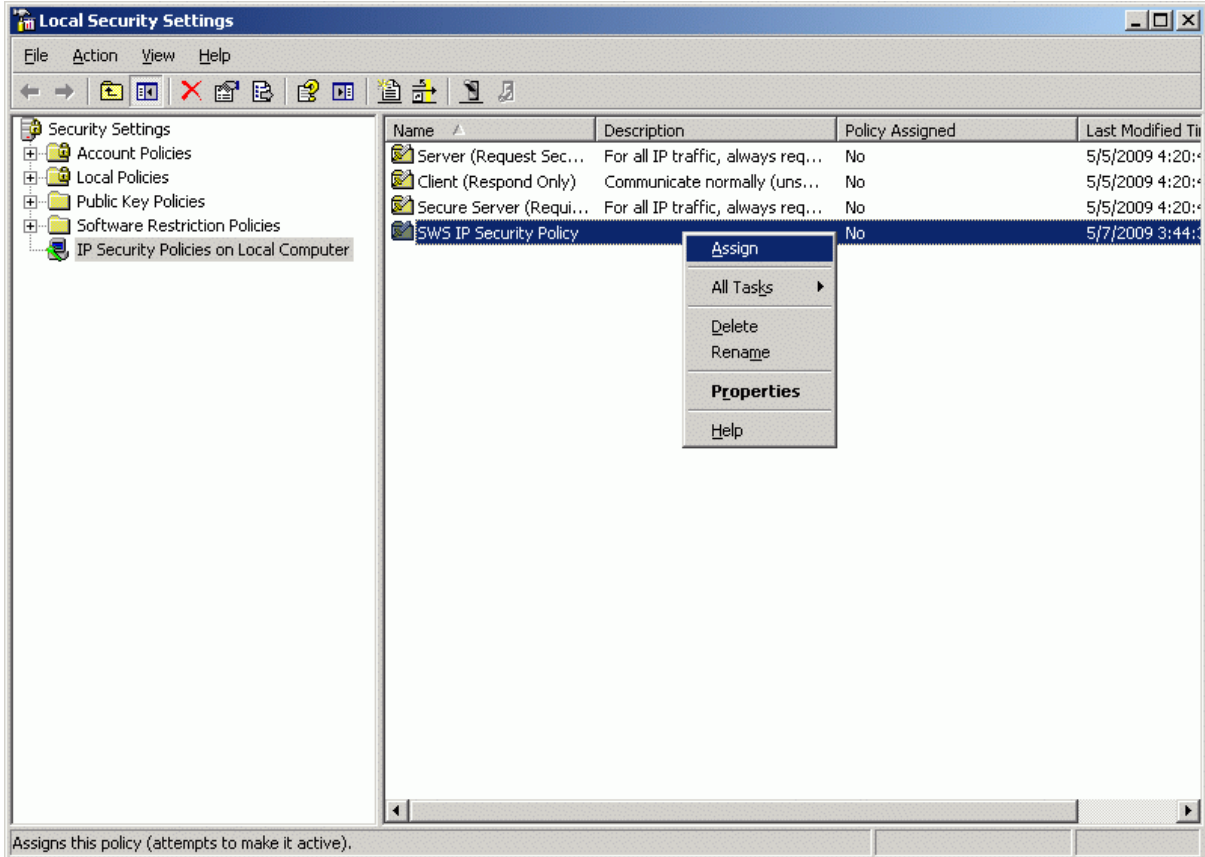 Local Security Settings
File Action View Help
Security Settings
Account Policies
Local Policies
Public Key Policies
Software Restriction Policies
IP Security Policies on Local Computer
Name Description Policy Assigned Last Modified Ti
Server (Request Sec... For all IP traffic, always req... No 5/5/2009 4:20:
Client (Respond Only) Communicate normally (uns... No 5/5/2009 4:20:
Secure Server (Requi... For all IP traffic, always req... No 5/5/2009 4:20:
SWS IP Security Policy No 5/7/2009 3:44:
Assign
All Tasks
Delete
Rename
Properties
Help
Assigns this policy (attempts to make it active).